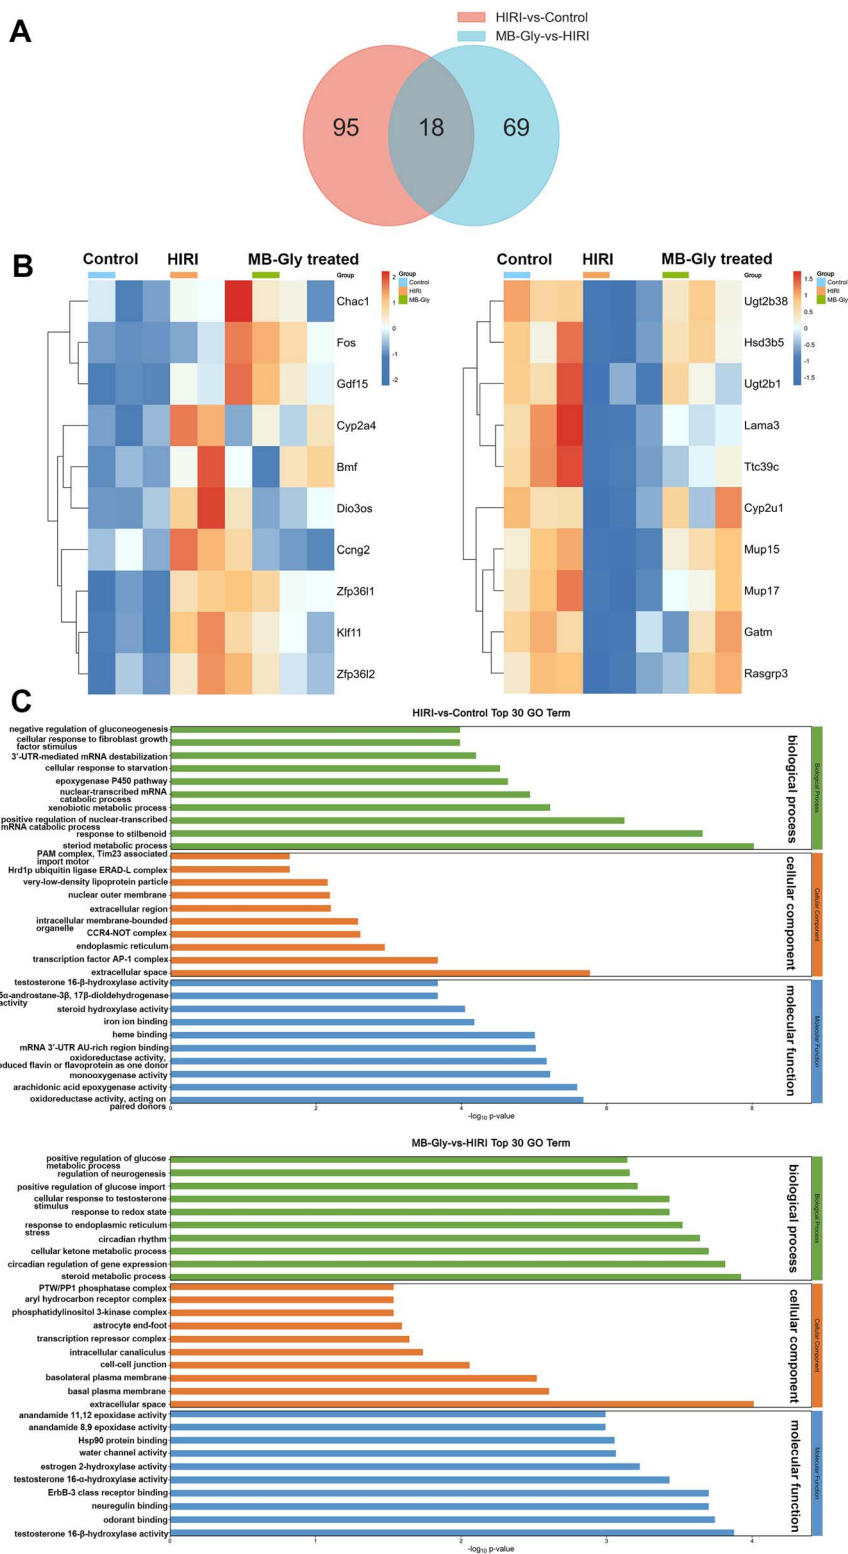 A
HIRI-vs-Control
MB-Gly-vs-HIRI
95
18
69
B
Control
HIRI
MB-Gly treated
Group
Chac1
Fos
Gdf15
Cyp2a4
Bmf
Dio3os
Ccng2
Zfp36l1
Klf11
Zfp36l2
2
1
0
-1
-2
Group
Control
HIRI
MB-Gly
Control
HIRI
MB-Gly treated
Group
Ugt2b38
Hsd3b5
Ugt2b1
Lama3
Ttc39c
Cyp2u1
Mup15
Mup17
Gatm
Rasgrp3
1.5
1
0.5
0
-0.5
-1
-1.5
Group
Control
HIRI
MB-Gly
C
HIRI-vs-Control Top 30 GO Term
negative regulation of gluconeogenesis
cellular response to fibroblast growth
factor stimulus
3'-UTR-mediated mRNA destabilization
cellular response to starvation
epoxygenase P450 pathway
nuclear-transcribed mRNA
catabolic process
xenobiotic metabolic process
positive regulation of nuclear-transcribed
mRNA catabolic process
response to stilbenoid
steriod metabolic process
biological process
Biological Process
PAM complex, Tim23 associated
import motor
Hrd1p ubiquitin ligase ERAD-L complex
very-low-density lipoprotein particle
nuclear outer membrane
extracellular region
intracellular membrane-bounded
organelle
CCR4-NOT complex
endoplasmic reticulum
transcription factor AP-1 complex
extracellular space
cellular component
Cellular Component
testosterone 16-β-hydroxylase activity
5α-androstane-3β, 17β-dioldehydrogenase
activity
steroid hydroxylase activity
iron ion binding
heme binding
mRNA 3'-UTR AU-rich region binding
oxidoreductase activity,
educed flavin or flavoprotein as one donor
monooxygenase activity
arachidonic acid epoxygenase activity
oxidoreductase activity, acting on
paired donors
molecular function
Molecular Function
0
2
4
6
8
-log₁₀ p-value
MB-Gly-vs-HIRI Top 30 GO Term
positive regulation of glucose
metabolic process
regulation of neurogenesis
positive regulation of glucose import
cellular response to testosterone
stimulus
response to redox state
response to endoplasmic reticulum
stress
circadian rhythm
cellular ketone metabolic process
circadian regulation of gene expression
steroid metabolic process
biological process
Biological Process
PTW/PP1 phosphatase complex
aryl hydrocarbon receptor complex
phosphatidylinositol 3-kinase complex
astrocyte end-foot
transcription repressor complex
intracellular canaliculus
cell-cell junction
basolateral plasma membrane
basal plasma membrane
extracellular space
cellular component
Cellular Component
anandamide 11,12 epoxidase activity
anandamide 8,9 epoxidase activity
Hsp90 protein binding
water channel activity
estrogen 2-hydroxylase activity
testosterone 16-α-hydroxylase activity
ErbB-3 class receptor binding
neuregulin binding
odorant binding
testosterone 16-β-hydroxylase activity
molecular function
Molecular Function
0
1
2
3
4
-log₁₀ p-value